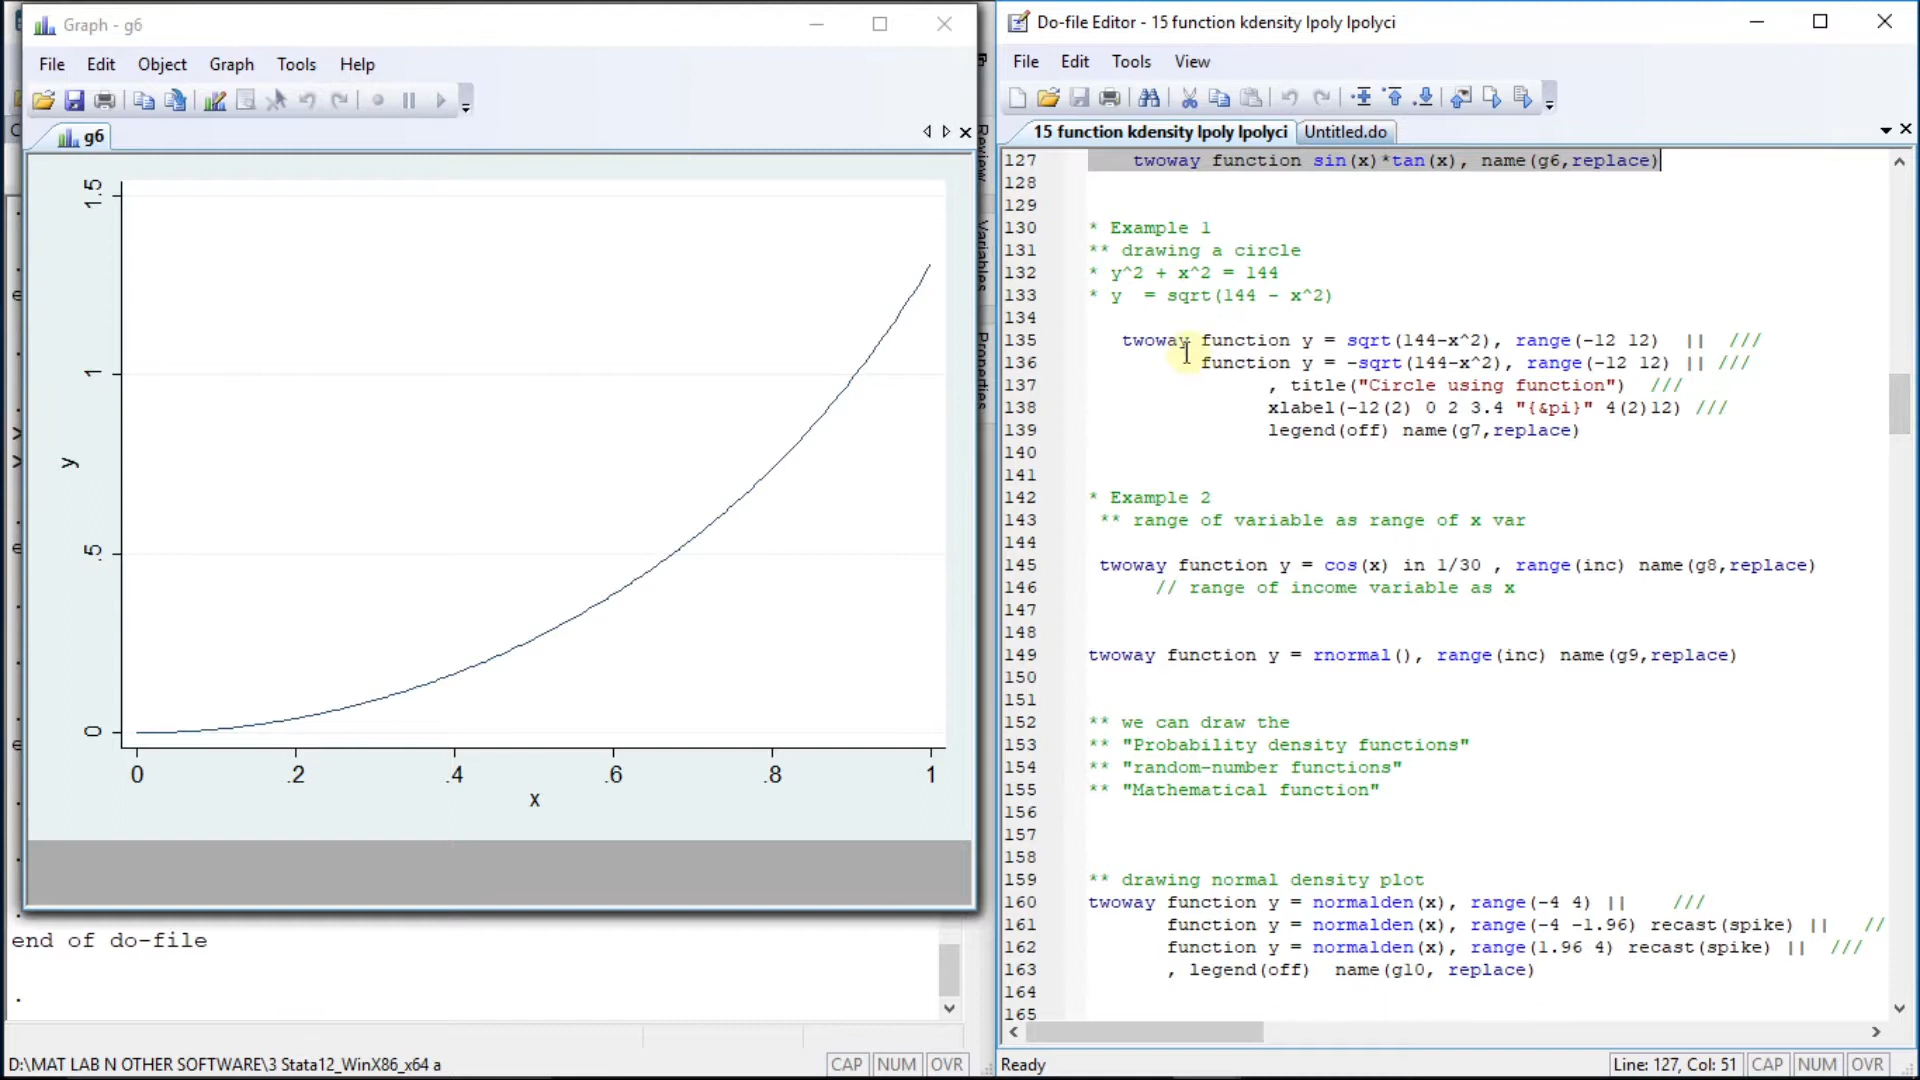 Graph - g6
File Edit Object Graph Tools Help
g6
1.5
1
.5
0
y
0 .2 .4 .6 .8 1
x
Review
Variables
Properties
end of do-file
.
D:\MAT LAB N OTHER SOFTWARE\3 Stata12_WinX86_x64 a
CAP NUM OVR
Do-file Editor - 15 function kdensity lpoly lpolyci
File Edit Tools View
15 function kdensity lpoly lpolyci Untitled.do
127 twoway function sin(x)*tan(x), name(g6,replace)
128
129
130 * Example 1
131 ** drawing a circle
132 * y^2 + x^2 = 144
133 * y = sqrt(144 - x^2)
134
135 twoway function y = sqrt(144-x^2), range(-12 12) || ///
136 function y = -sqrt(144-x^2), range(-12 12) || ///
137 , title("Circle using function") ///
138 xlabel(-12(2) 0 2 3.4 "{&pi}" 4(2)12) ///
139 legend(off) name(g7,replace)
140
141
142 * Example 2
143 ** range of variable as range of x var
144
145 twoway function y = cos(x) in 1/30 , range(inc) name(g8,replace)
146 // range of income variable as x
147
148
149 twoway function y = rnormal(), range(inc) name(g9,replace)
150
151
152 ** we can draw the
153 ** "Probability density functions"
154 ** "random-number functions"
155 ** "Mathematical function"
156
157
158
159 ** drawing normal density plot
160 twoway function y = normalden(x), range(-4 4) || ///
161 function y = normalden(x), range(-4 -1.96) recast(spike) || //
162 function y = normalden(x), range(1.96 4) recast(spike) || ///
163 , legend(off) name(g10, replace)
164
165
Ready
Line: 127, Col: 51 CAP NUM OVR